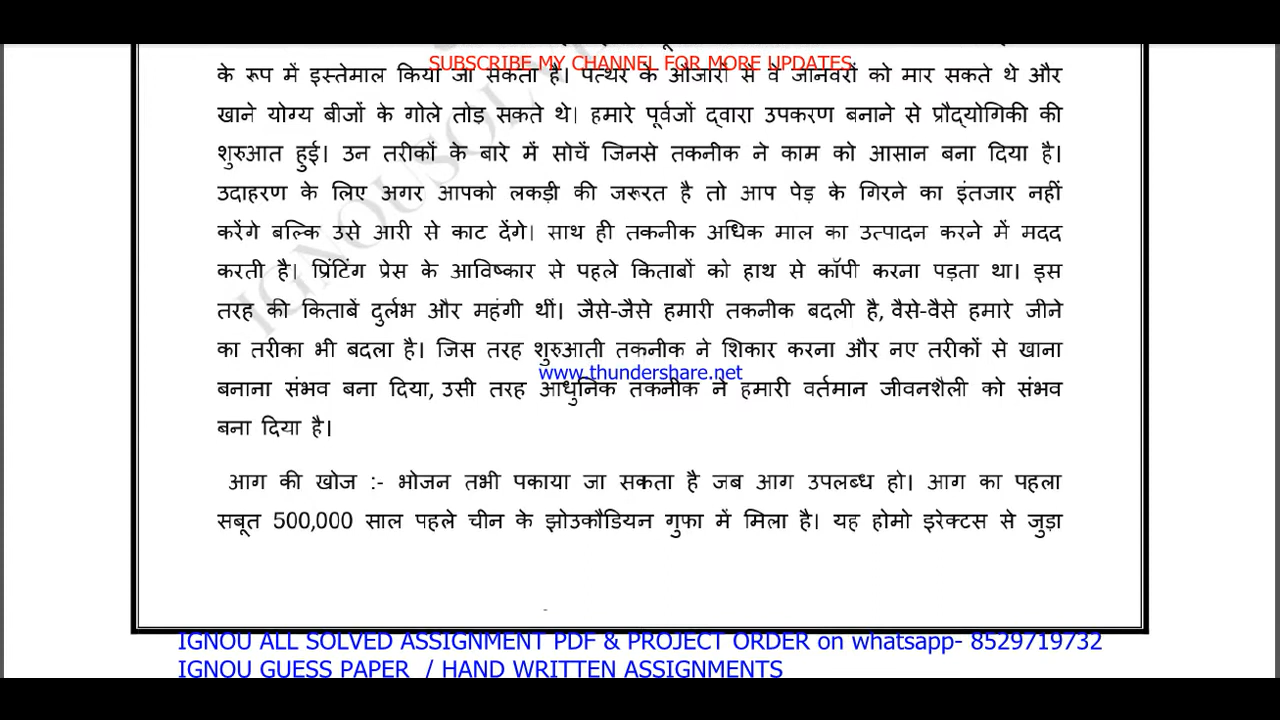 SUBSCRIBE MY CHANNEL FOR MORE UPDATES
के रूप में इस्तेमाल किया जा सकता है। पत्थर के औजारों से वे जानवरों को मार सकते थे और
खाने योग्य बीजों के गोले तोड़ सकते थे। हमारे पूर्वजों द्वारा उपकरण बनाने से प्रौद्योगिकी की
शुरुआत हुई। उन तरीकों के बारे में सोचें जिनसे तकनीक ने काम को आसान बना दिया है।
उदाहरण के लिए अगर आपको लकड़ी की जरूरत है तो आप पेड़ के गिरने का इंतजार नहीं
करेंगे बल्कि उसे आरी से काट देंगे। साथ ही तकनीक अधिक माल का उत्पादन करने में मदद
करती है। प्रिंटिंग प्रेस के आविष्कार से पहले किताबों को हाथ से कॉपी करना पड़ता था। इस
तरह की किताबें दुर्लभ और महंगी थीं। जैसे-जैसे हमारी तकनीक बदली है, वैसे-वैसे हमारे जीने
का तरीका भी बदला है। जिस तरह शुरुआती तकनीक ने शिकार करना और नए तरीकों से खाना
www.thundershare.net
बनाना संभव बना दिया, उसी तरह आधुनिक तकनीक ने हमारी वर्तमान जीवनशैली को संभव
बना दिया है।
आग की खोज :- भोजन तभी पकाया जा सकता है जब आग उपलब्ध हो। आग का पहला
सबूत 500,000 साल पहले चीन के झोउकौडियन गुफा में मिला है। यह होमो इरेक्टस से जुड़ा
IGNOU ALL SOLVED ASSIGNMENT PDF & PROJECT ORDER on whatsapp- 8529719732
IGNOU GUESS PAPER / HAND WRITTEN ASSIGNMENTS